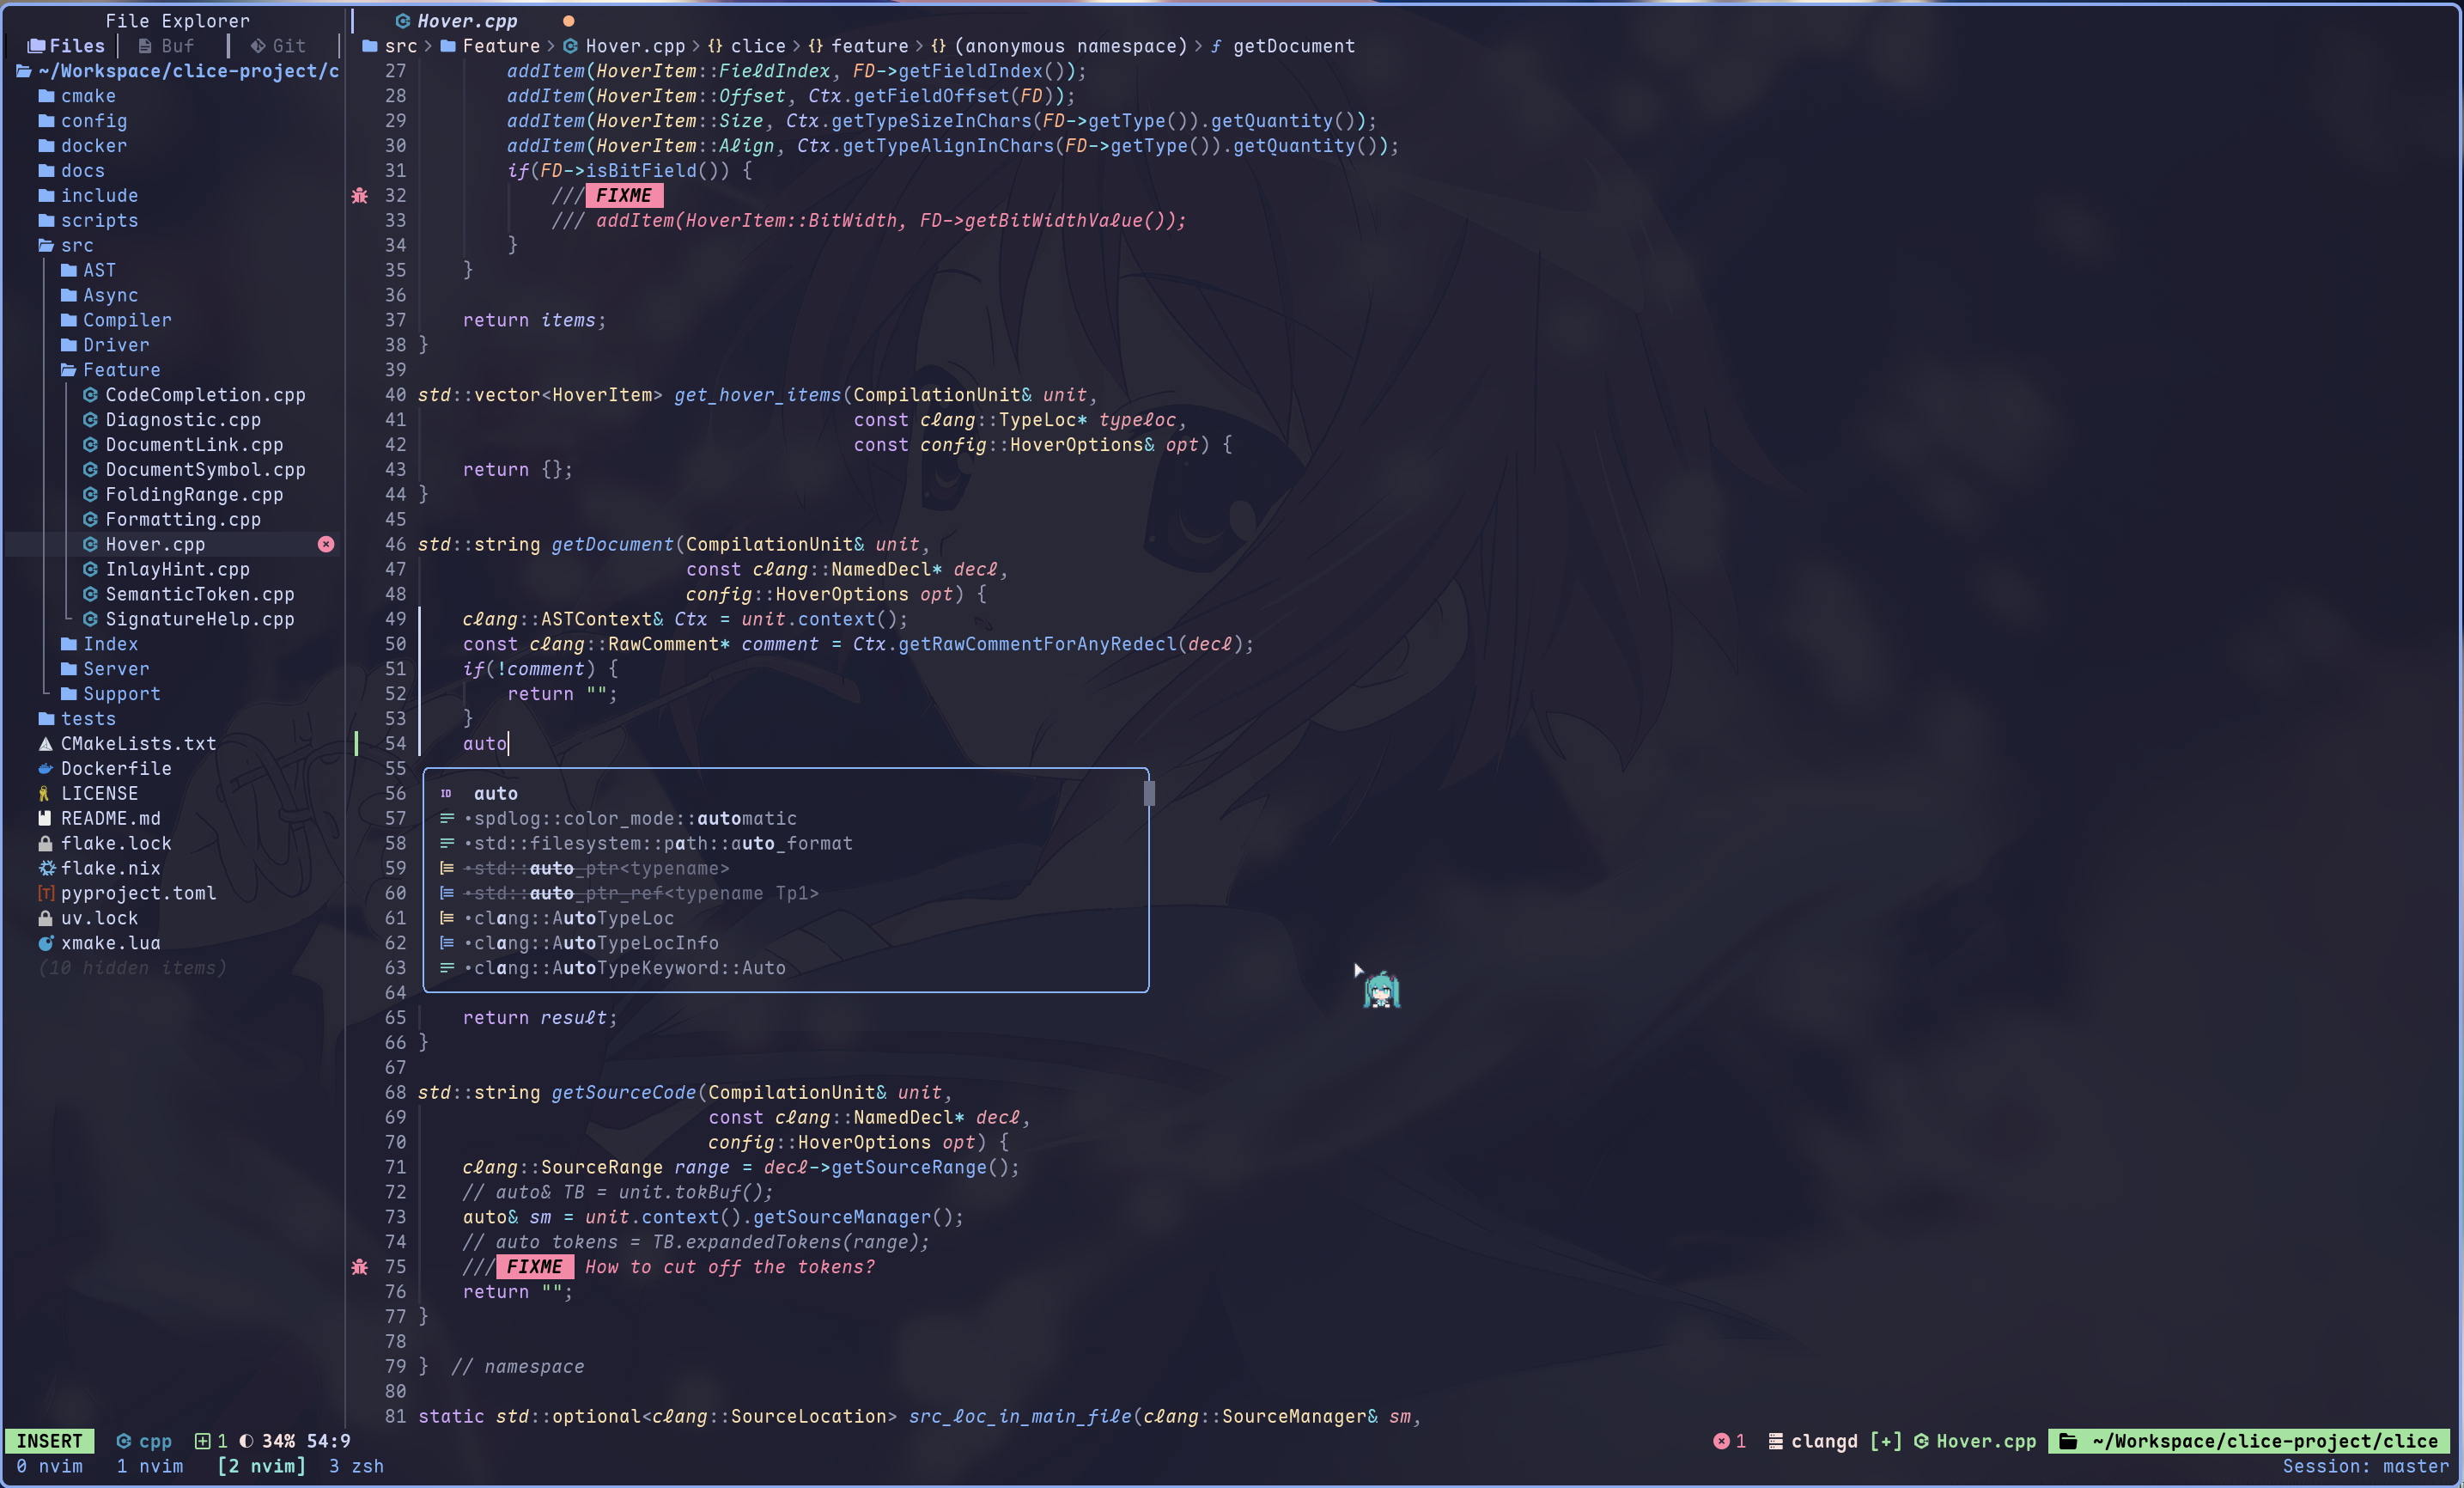 File Explorer
Files Buf Git
~/Workspace/clice-project/c
cmake
config
docker
docs
include
scripts
src
AST
Async
Compiler
Driver
Feature
CodeCompletion.cpp
Diagnostic.cpp
DocumentLink.cpp
DocumentSymbol.cpp
FoldingRange.cpp
Formatting.cpp
Hover.cpp
InlayHint.cpp
SemanticToken.cpp
SignatureHelp.cpp
Index
Server
Support
tests
CMakeLists.txt
Dockerfile
LICENSE
README.md
flake.lock
flake.nix
pyproject.toml
uv.lock
xmake.lua
(10 hidden items)
Hover.cpp
src > Feature > Hover.cpp > {} clice > {} feature > {} (anonymous namespace) > ƒ getDocument
27 addItem(HoverItem::FieldIndex, FD->getFieldIndex());
28 addItem(HoverItem::Offset, Ctx.getFieldOffset(FD));
29 addItem(HoverItem::Size, Ctx.getTypeSizeInChars(FD->getType()).getQuantity());
30 addItem(HoverItem::Align, Ctx.getTypeAlignInChars(FD->getType()).getQuantity());
31 if(FD->isBitField()) {
32 /// FIXME
33 /// addItem(HoverItem::BitWidth, FD->getBitWidthValue());
34 }
35 }
36
37 return items;
38 }
39
40 std::vector<HoverItem> get_hover_items(CompilationUnit& unit,
41 const clang::TypeLoc* typeloc,
42 const config::HoverOptions& opt) {
43 return {};
44 }
45
46 std::string getDocument(CompilationUnit& unit,
47 const clang::NamedDecl* decl,
48 config::HoverOptions opt) {
49 clang::ASTContext& Ctx = unit.context();
50 const clang::RawComment* comment = Ctx.getRawCommentForAnyRedecl(decl);
51 if(!comment) {
52 return "";
53 }
54 auto
55
56 auto
57 •spdlog::color_mode::automatic
58 •std::filesystem::path::auto_format
59 •std::auto_ptr<typename>
60 •std::auto_ptr_ref<typename Tp1>
61 •clang::AutoTypeLoc
62 •clang::AutoTypeLocInfo
63 •clang::AutoTypeKeyword::Auto
64
65 return result;
66 }
67
68 std::string getSourceCode(CompilationUnit& unit,
69 const clang::NamedDecl* decl,
70 config::HoverOptions opt) {
71 clang::SourceRange range = decl->getSourceRange();
72 // auto& TB = unit.tokBuf();
73 auto& sm = unit.context().getSourceManager();
74 // auto tokens = TB.expandedTokens(range);
75 /// FIXME How to cut off the tokens?
76 return "";
77 }
78
79 } // namespace
80
81 static std::optional<clang::SourceLocation> src_loc_in_main_file(clang::SourceManager& sm,
INSERT cpp 1 34% 54:9 1 clangd [+] Hover.cpp ~/Workspace/clice-project/clice
0 nvim 1 nvim [2 nvim] 3 zsh Session: master